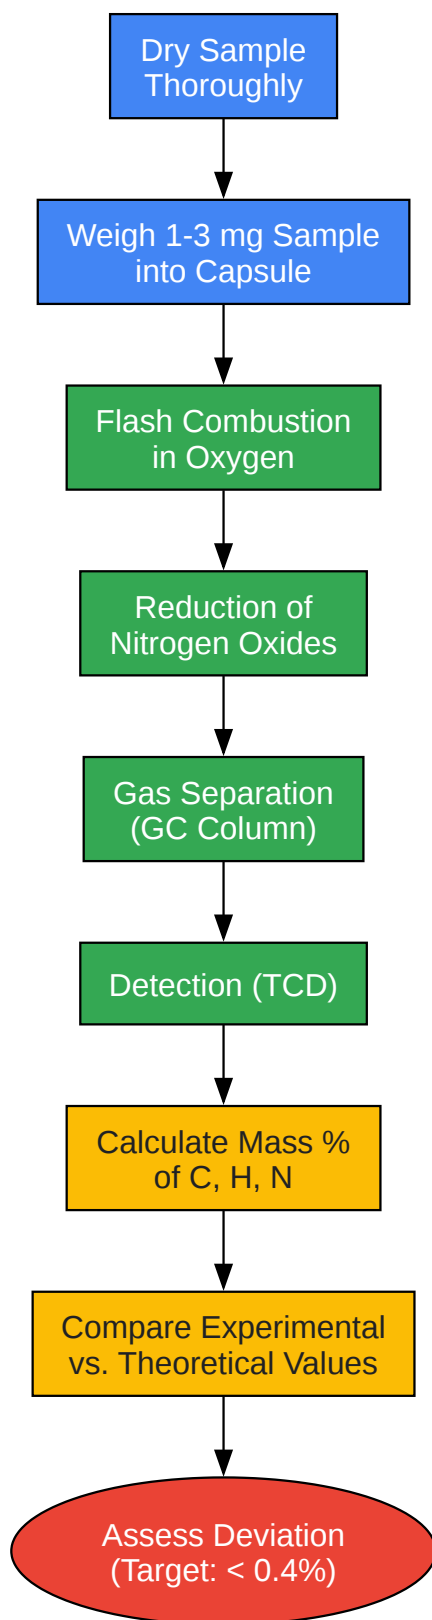 Dry Sample
Thoroughly
Weigh 1-3 mg Sample
into Capsule
Flash Combustion
in Oxygen
Reduction of
Nitrogen Oxides
Gas Separation
(GC Column)
Detection (TCD)
Calculate Mass %
of C, H, N
Compare Experimental
vs. Theoretical Values
Assess Deviation
(Target: < 0.4%)